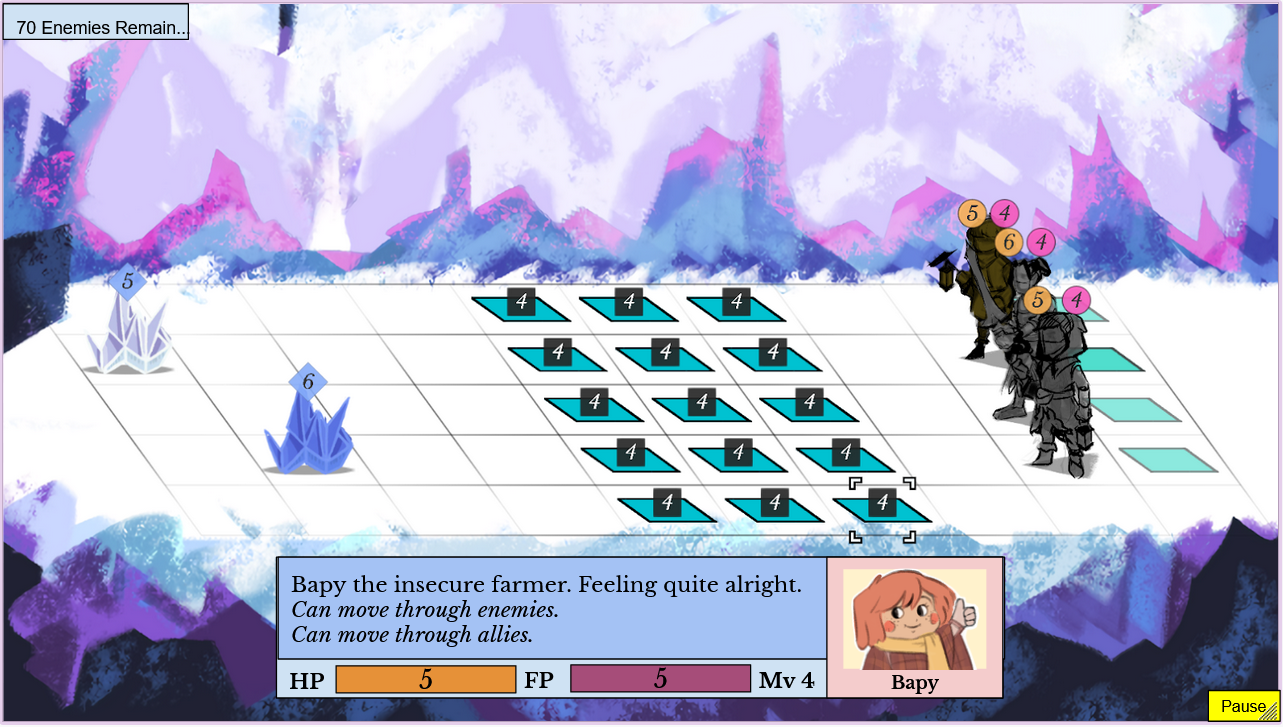 70 Enemies Remain...
5 4
6 4
5 4
5
6
4 4 4
4 4 4
4 4 4
4 4 4
4 4 4
Bapy the insecure farmer. Feeling quite alright.
Can move through enemies.
Can move through allies.
HP 5 FP 5 Mv 4
Bapy
Pause